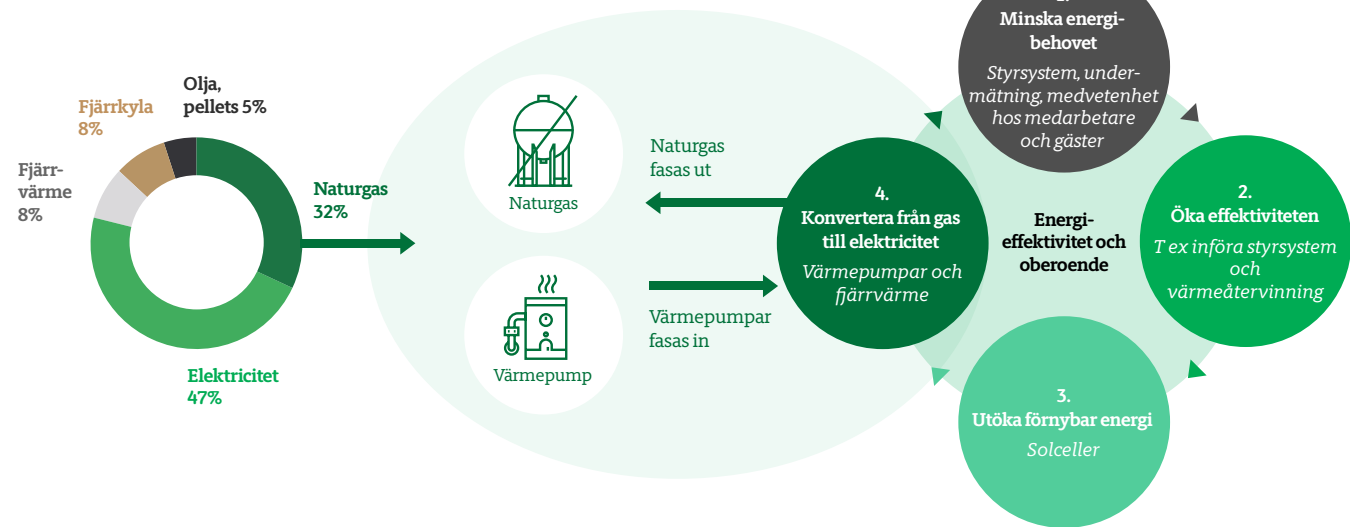 Olja,
pellets 5%
Fjärrkyla
8%
Fjärr-
värme
8%
Naturgas
32%
Elektricitet
47%
Naturgas
Värmepump
Naturgas
fasas ut
Värmepumpar
fasas in
4.
Konvertera från gas
till elektricitet
Värmepumpar och
fjärrvärme
Energi-
effektivitet och
oberoende
Minska energi-
behovet
Styrsystem, under-
mätning, medvetenhet
hos medarbetare
och gäster
2.
Öka effektiviteten
T ex införa styrsystem
och
värmeåtervinning
3.
Utöka förnybar energi
Solceller